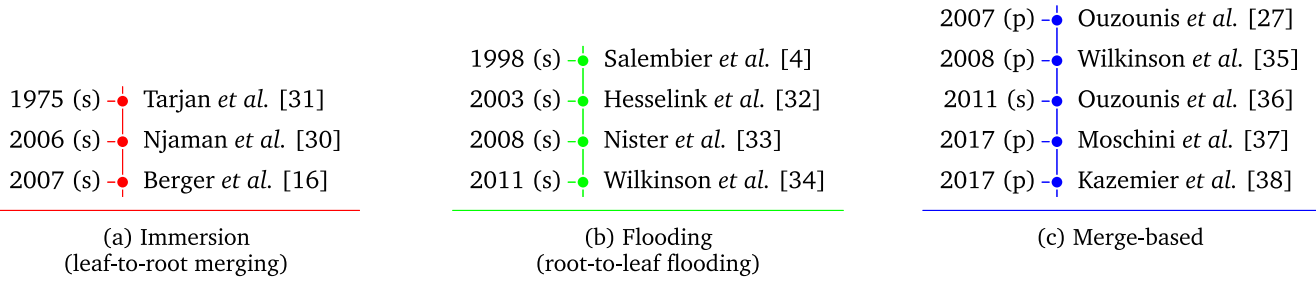 1975 (s) Tarjan et al. [31]
2006 (s) Njaman et al. [30]
2007 (s) Berger et al. [16]
(a) Immersion
(leaf-to-root merging)
1998 (s) Salembier et al. [4]
2003 (s) Hesselink et al. [32]
2008 (s) Nister et al. [33]
2011 (s) Wilkinson et al. [34]
(b) Flooding
(root-to-leaf flooding)
2007 (p) Ouzounis et al. [27]
2008 (p) Wilkinson et al. [35]
2011 (s) Ouzounis et al. [36]
2017 (p) Moschini et al. [37]
2017 (p) Kazemier et al. [38]
(c) Merge-based